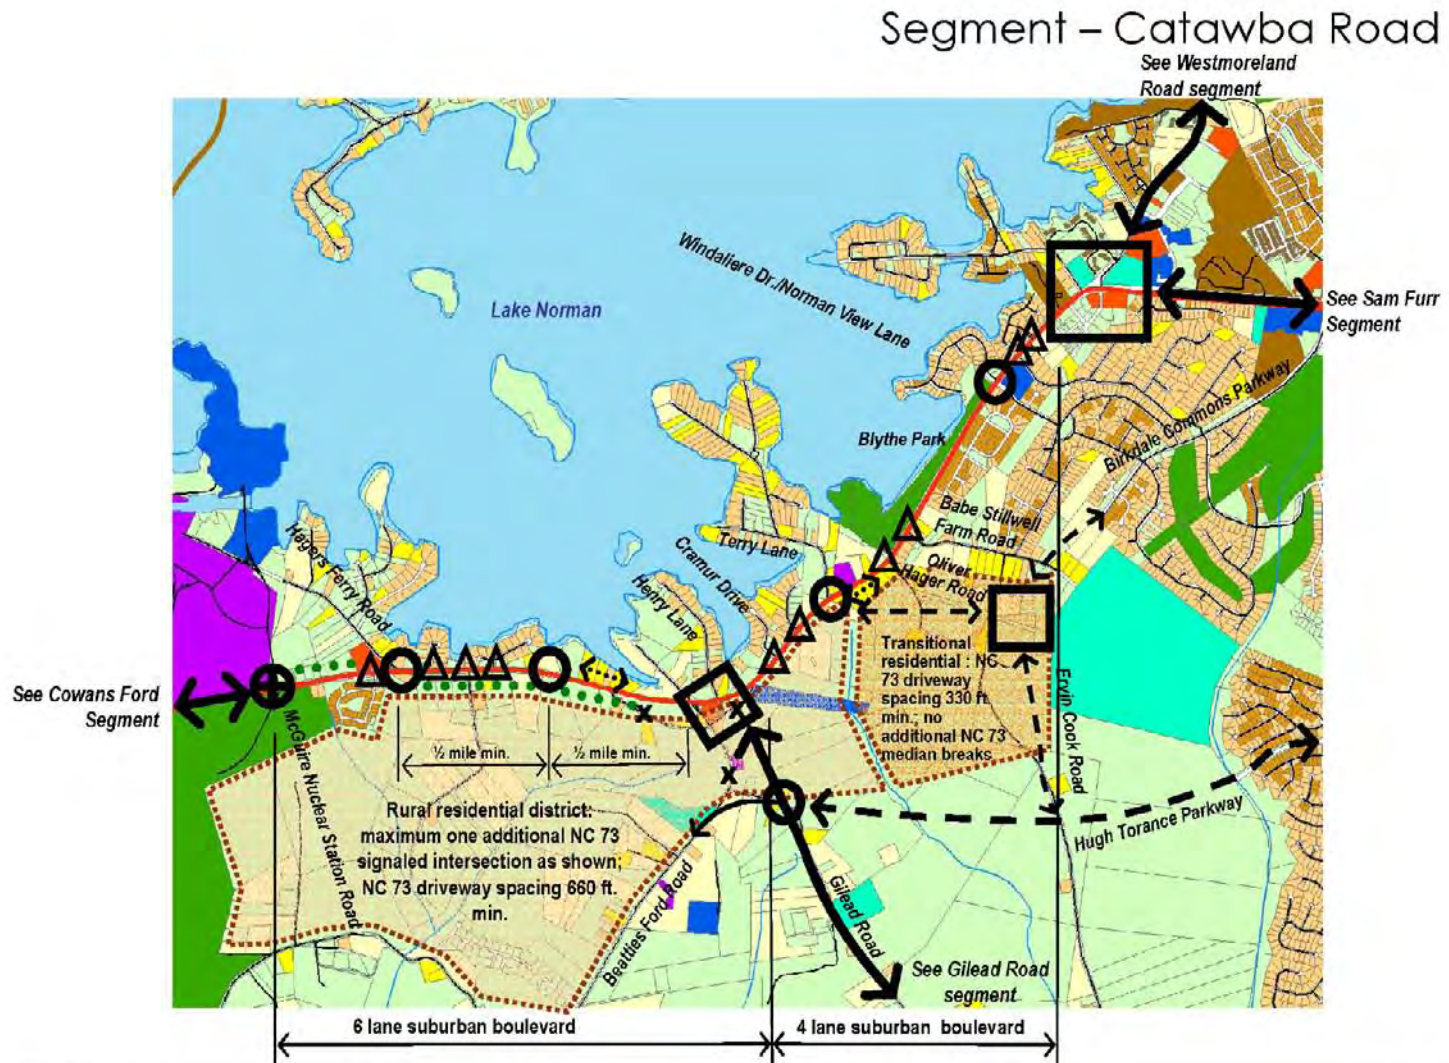 Segment – Catawba Road
See Westmoreland
Road segment
Windaliere Dr./Norman View Lane
Lake Norman
See Sam Furr
Segment
Birkdale Commons Parkway
Blythe Park
Babe Stillwell
Farm Road
Oliver
Hager Road
Terry Lane
Cramur Drive
Henry Lane
Hagers Ferry Road
Transitional
residential : NC
73 driveway
spacing 330 ft.
min.; no
additional NC 73
median breaks
Ervin Cook Road
See Cowans Ford
Segment
McGuire Nuclear Station Road
X
X
X
½ mile min.
½ mile min.
Rural residential district:
maximum one additional NC 73
signaled intersection as shown;
NC 73 driveway spacing 660 ft.
min.
Hugh Torance Parkway
Beatties Ford Road
Gilead Road
See Gilead Road
segment
6 lane suburban boulevard
4 lane suburban boulevard